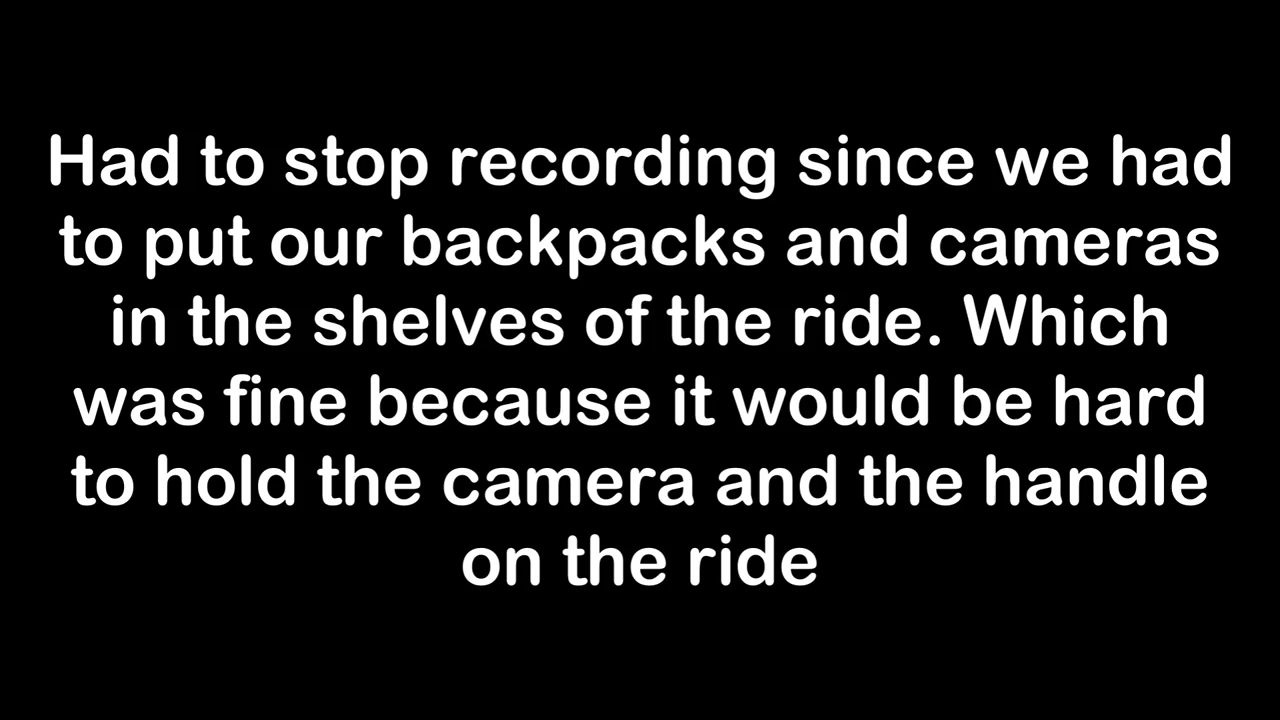 Had to stop recording since we had
to put our backpacks and cameras
in the shelves of the ride. Which
was fine because it would be hard
to hold the camera and the handle
on the ride